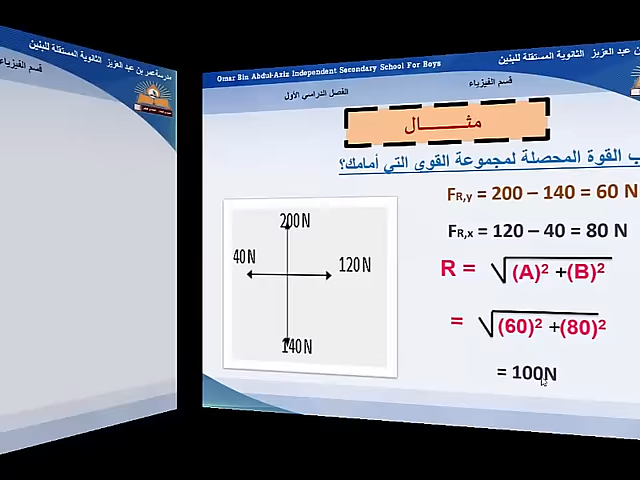 مدرسة عمر بن عبد العزيز الثانوية المستقلة للبنين
قسم الفيزياء
Omar Bin Abdul-Aziz Independent Secondary School For Boys
عبد العزيز الثانوية المستقلة للبنين
الفصل الدراسي الأول
قسم الفيزياء
مثـــــــال
القوة المحصلة لمجموعة القوى التي أمامك؟
200 N
40 N
120 N
140 N
FR,y = 200 – 140 = 60 N
FR,x = 120 – 40 = 80 N
R = √(A)² +(B)²
= √(60)² +(80)²
= 100N